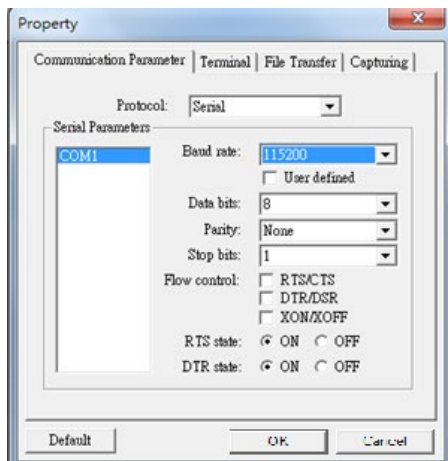 Property
Communication Parameter Terminal File Transfer Capturing
Protocol: Serial
Serial Parameters
COM1
Baud rate: 115200
User defined
Data bits: 8
Parity: None
Stop bits: 1
Flow control: RTS/CTS
DTR/DSR
XON/XOFF
RTS state: ON OFF
DTR state: ON OFF
Default OK Cancel